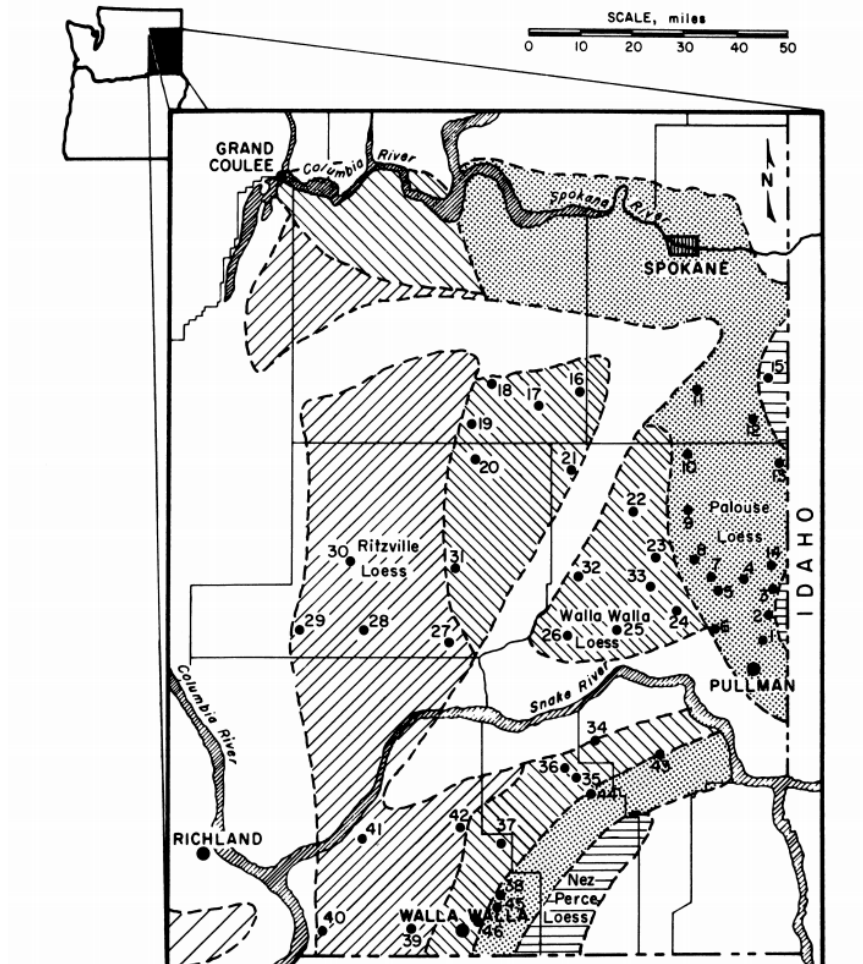 SCALE, miles
0 10 20 30 40 50
GRAND
COULEE
Columbia River
Spokane River
N
SPOKANE
15
18
17
16
11
12
19
20
21
10
13
22
Palouse
Loess
IDAHO
9
30
Ritzville
Loess
31
32
23
33
8
7
14
4
5
3
29
28
27
Walla Walla
Loess
26
25
24
6
2
1
PULLMAN
Columbia River
Snake River
34
43
36
35
44
RICHLAND
41
42
37
38
45
46
Nez
Perce
Loess
40
39
WALLA WALLA